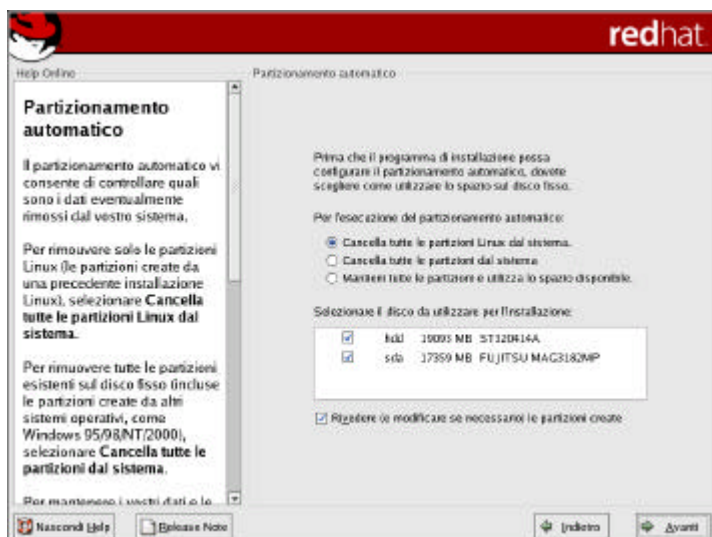 redhat.
Help Online
Partizionamento automatico
Partizionamento
automatico
Il partizionamento automatico vi
consente di controllare quali
sono i dati eventualmente
rimossi dal vostro sistema.
Per rimuovere solo le partizioni
Linux (le partizioni create da
una precedente installazione
Linux), selezionare Cancella
tutte le partizioni Linux dal
sistema.
Per rimuovere tutte le partizioni
esistenti sul disco fisso (incluse
le partizioni create da altri
sistemi operativi, come
Windows 95/98/NT/2000),
selezionare Cancella tutte le
partizioni dal sistema.
Per mantenere i vostri dati e le
Prima che il programma di installazione possa
configurare il partizionamento automatico, dovete
scegliere come utilizzare lo spazio sul disco fisso.
Per l'esecuzione del partizionamento automatico:
Cancella tutte le partizioni Linux dal sistema.
Cancella tutte le partizioni dal sistema
Mantieni tutte le partizioni e utilizza lo spazio disponibile.
Selezionare il disco da utilizzare per l'installazione:
hdd 19093 MB ST320414A
sda 17359 MB FUJITSU MAG3182MP
Rivedere (e modificare se necessario) le partizioni create
Nascondi Help
Release Note
Indietro
Avanti